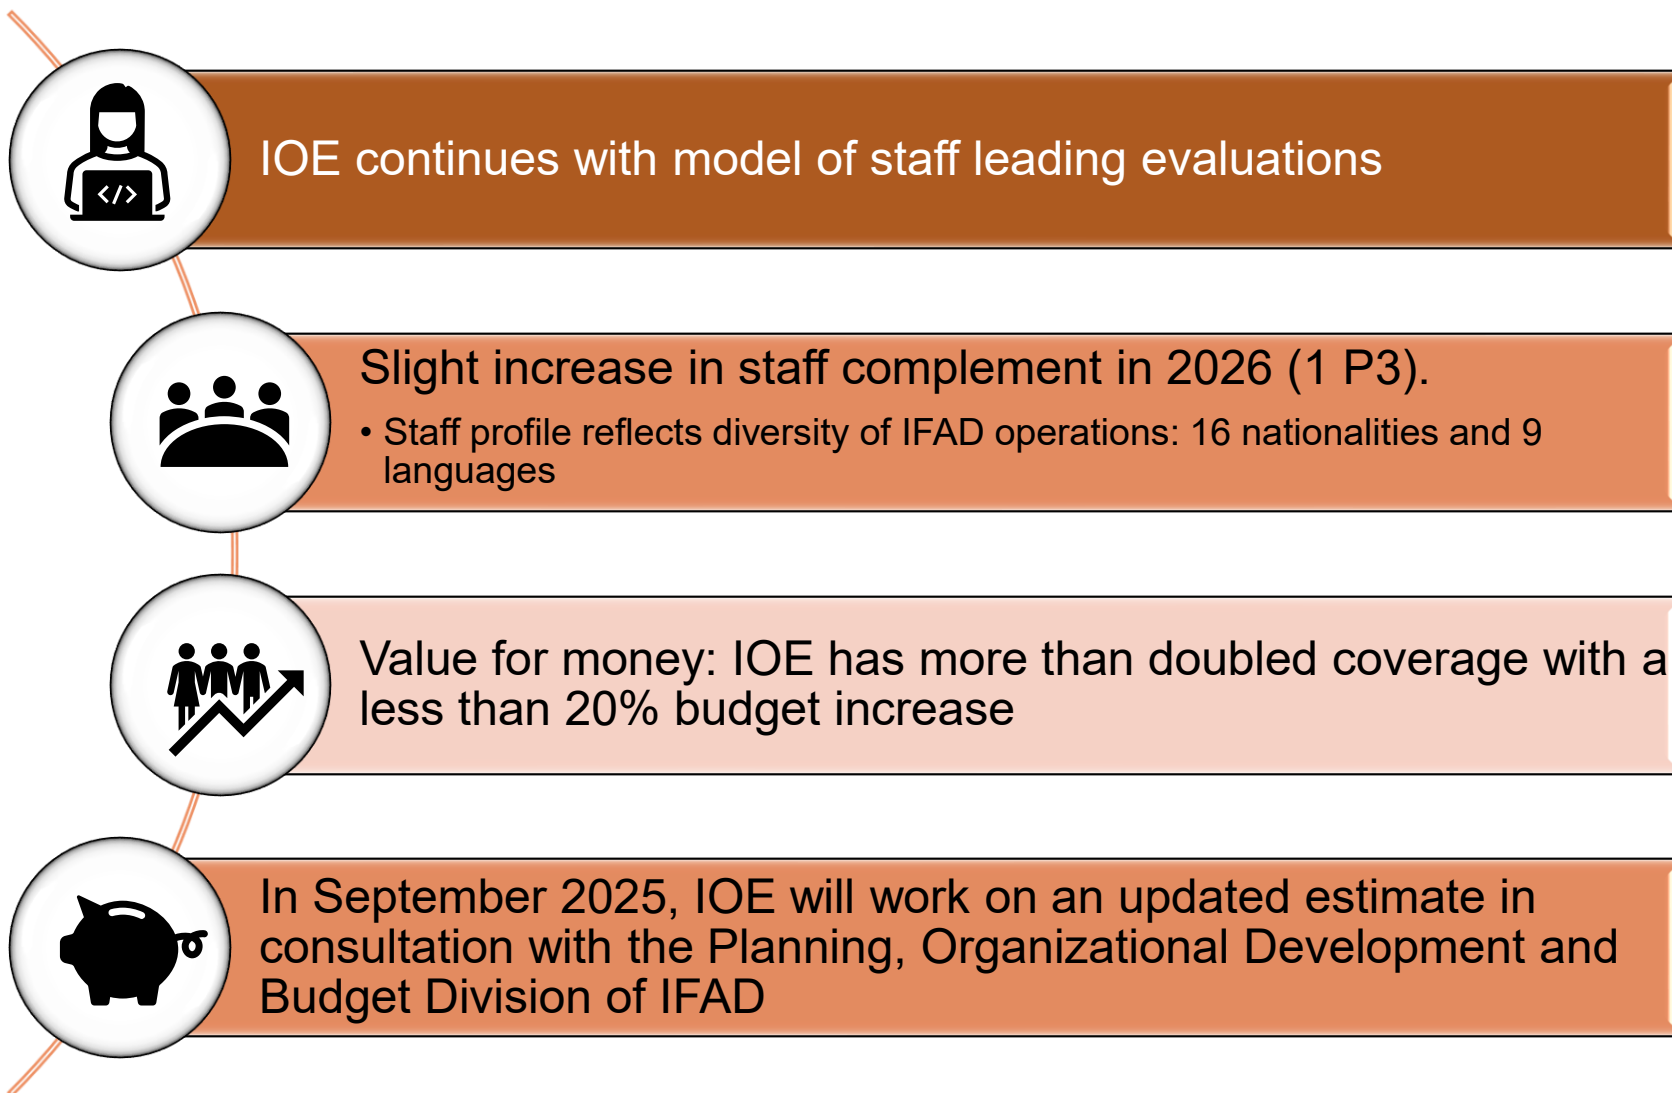 IOE continues with model of staff leading evaluations
Slight increase in staff complement in 2026 (1 P3).
• Staff profile reflects diversity of IFAD operations: 16 nationalities and 9
languages
Value for money: IOE has more than doubled coverage with a
less than 20% budget increase
In September 2025, IOE will work on an updated estimate in
consultation with the Planning, Organizational Development and
Budget Division of IFAD